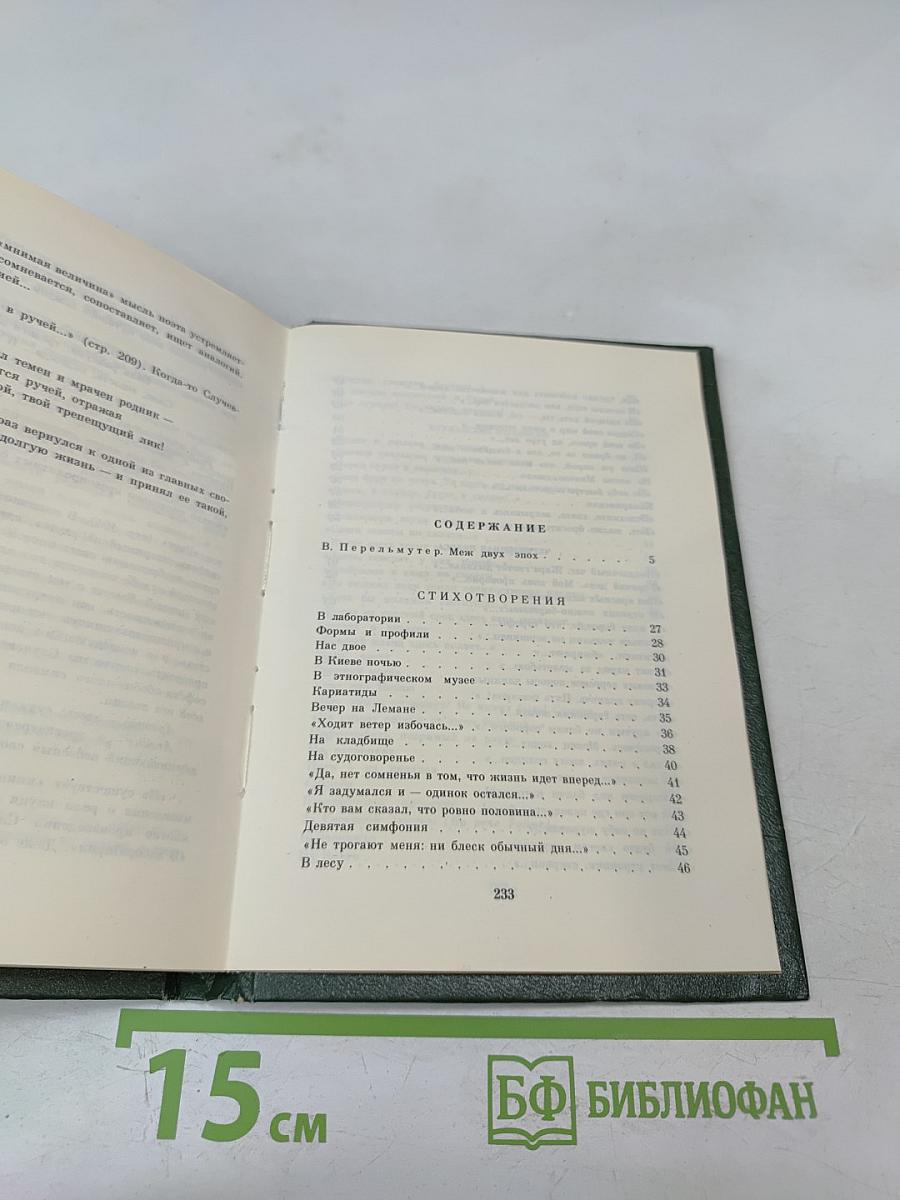 «мнимая величина» мысль поэта устремляет-
сомневается, сопоставляет, ищет аналогий.
ней...
в ручей...» (стр. 209). Когда-то Случев-
л темен и мрачен родник —
тся ручей, отражая
ой, твой трепещущий лик!
раз вернулся к одной из главных сво-
долгую жизнь — и принял ее такой,
СОДЕРЖАНИЕ
В. Перельмутер. Меж двух эпох . . . . . . 5
СТИХОТВОРЕНИЯ
В лаборатории . . . . . . . . . . . 27
Формы и профили . . . . . . . . . . 28
Нас двое . . . . . . . . . . . . . 30
В Киеве ночью . . . . . . . . . . . 31
В этнографическом музее . . . . . . . . 33
Кариатиды . . . . . . . . . . . . . 34
Вечер на Лемане . . . . . . . . . . . 35
«Ходит ветер избочась...» . . . . . . . . 36
На кладбище . . . . . . . . . . . . 38
На судоговоренье . . . . . . . . . . . 40
«Да, нет сомненья в том, что жизнь идет вперед...» . . 41
«Я задумался и — одинок остался...» . . . . . . 42
«Кто вам сказал, что ровно половина...» . . . . . 43
Девятая симфония . . . . . . . . . . . 44
«Не трогают меня: ни блеск обычный дня...» . . . . 45
В лесу . . . . . . . . . . . . . . 46
233
15 см
БФ БИБЛИОФАН